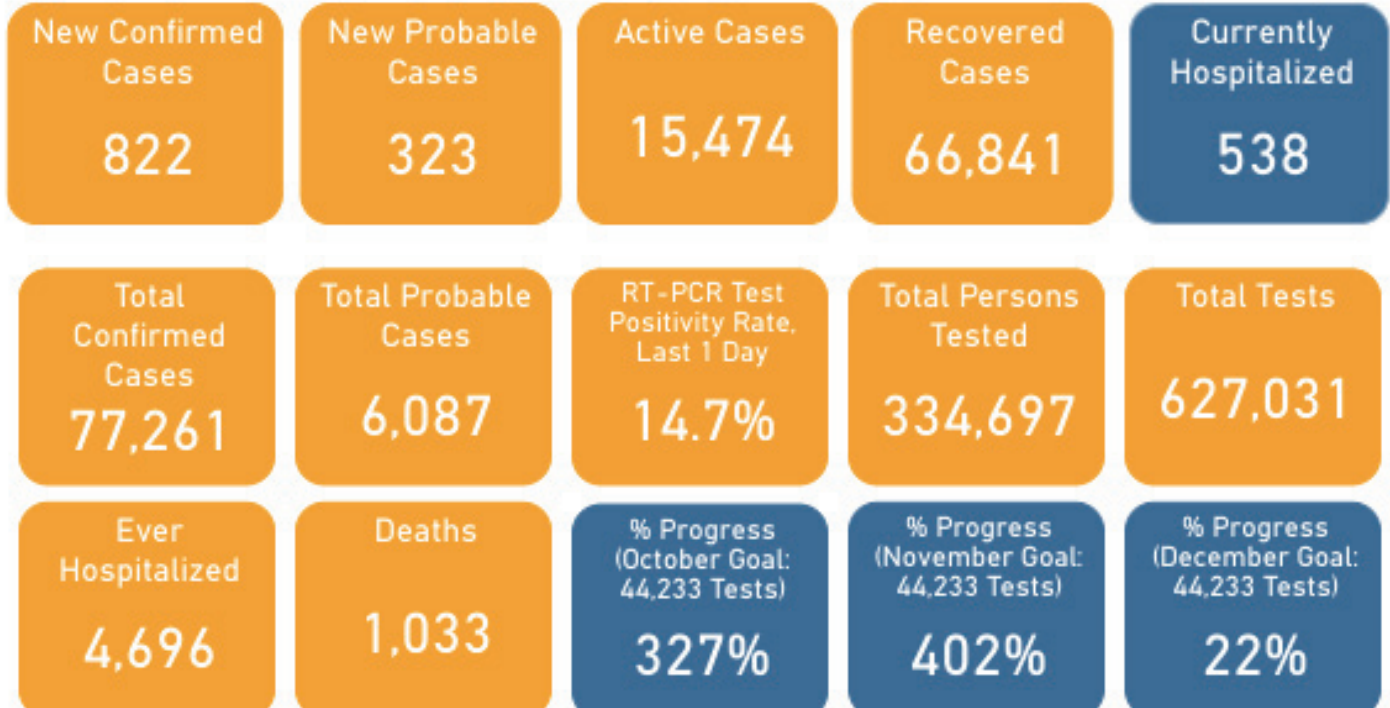 New Confirmed
Cases
822
New Probable
Cases
323
Active Cases
15,474
Recovered
Cases
66,841
Currently
Hospitalized
538
Total
Confirmed
Cases
77,261
Total Probable
Cases
6,087
RT-PCR Test
Positivity Rate,
Last 1 Day
14.7%
Total Persons
Tested
334,697
Total Tests
627,031
Ever
Hospitalized
4,696
Deaths
1,033
% Progress
(October Goal:
44,233 Tests)
327%
% Progress
(November Goal:
44,233 Tests)
402%
% Progress
(December Goal:
44,233 Tests)
22%